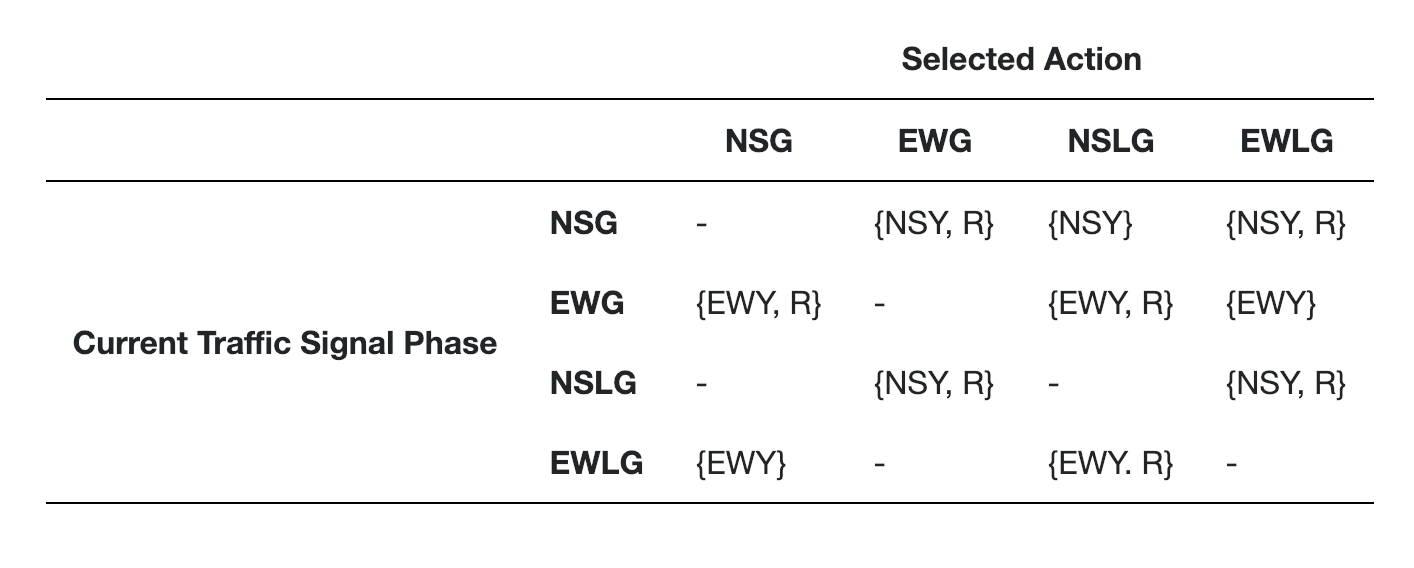 Selected Action
NSG EWG NSLG EWLG
NSG - {NSY, R} {NSY} {NSY, R}
EWG {EWY, R} - {EWY, R} {EWY}
Current Traffic Signal Phase
NSLG - {NSY, R} - {NSY, R}
EWLG {EWY} - {EWY. R} -